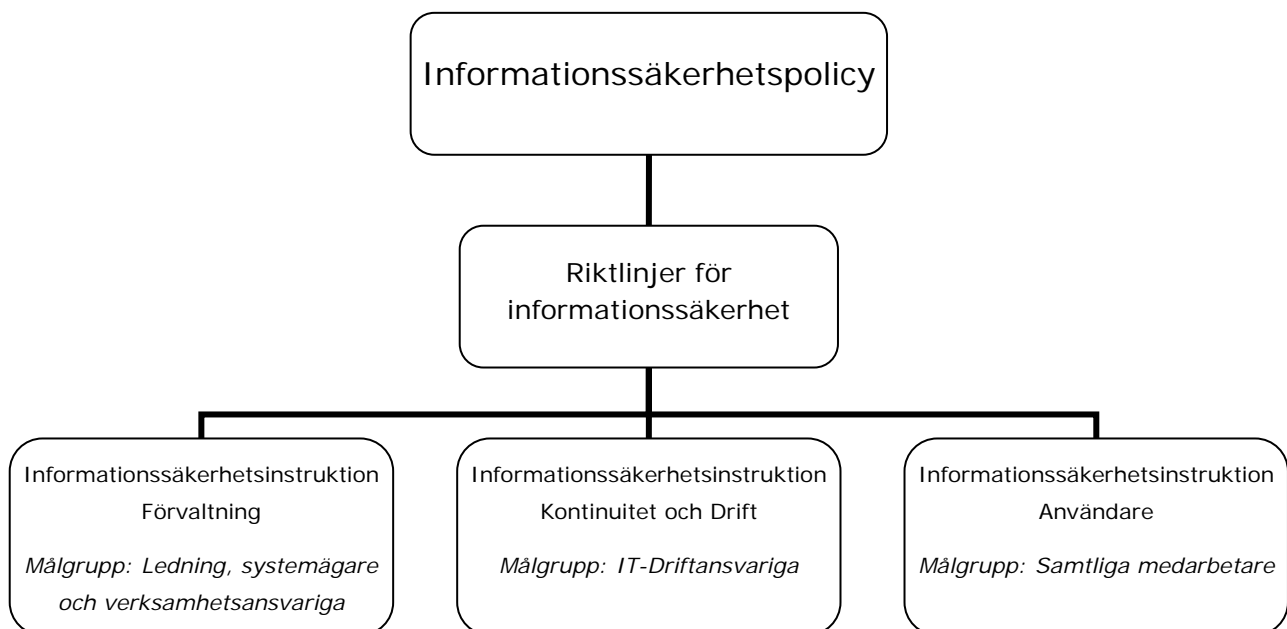 Informationssäkerhetspolicy
Riktlinjer för
informationssäkerhet
Informationssäkerhetsinstruktion
Förvaltning
Målgrupp: Ledning, systemägare
och verksamhetsansvariga
Informationssäkerhetsinstruktion
Kontinuitet och Drift
Målgrupp: IT-Driftansvariga
Informationssäkerhetsinstruktion
Användare
Målgrupp: Samtliga medarbetare